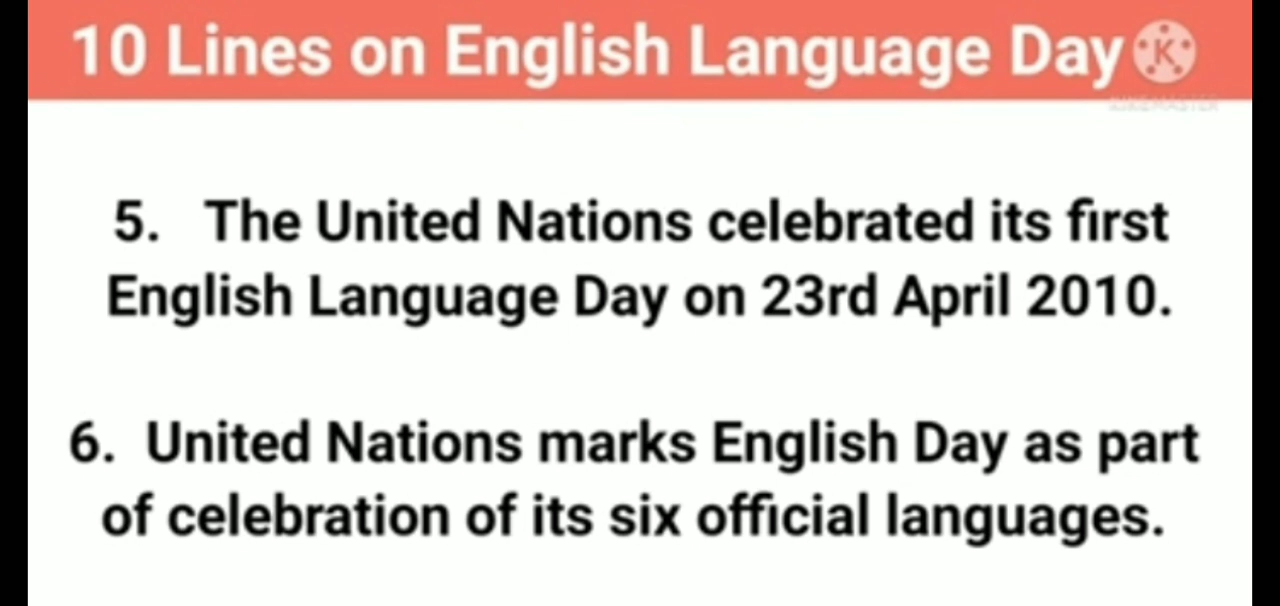 10 Lines on English Language Day
K
KINEMASTER
5. The United Nations celebrated its first
English Language Day on 23rd April 2010.
6. United Nations marks English Day as part
of celebration of its six official languages.